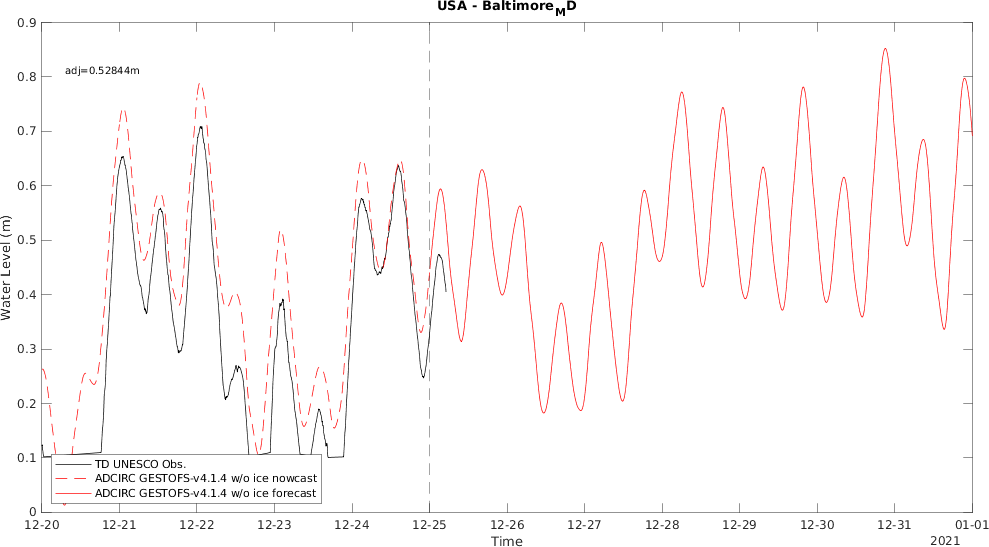 USA - Baltimore_MD
0.9
adj=0.52844m
0.8
0.7
0.6
0.5
0.4
0.3
0.2
0.1
0
Water Level (m)
TD UNESCO Obs.
ADCIRC GESTOFS-v4.1.4 w/o ice nowcast
ADCIRC GESTOFS-v4.1.4 w/o ice forecast
12-20 12-21 12-22 12-23 12-24 12-25 12-26 12-27 12-28 12-29 12-30 12-31 01-01
Time
2021